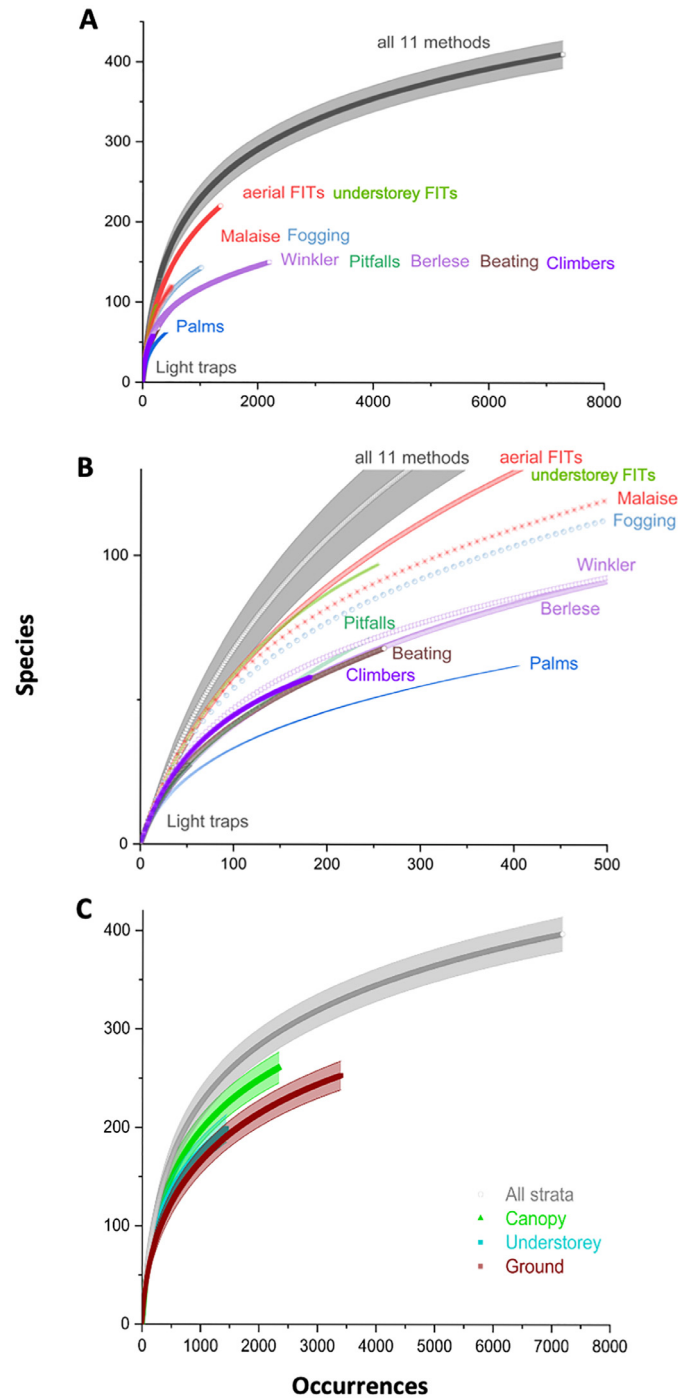 A
all 11 methods
400
300
aerial FITs understorey FITs
200
Malaise Fogging
Winkler Pitfalls Berlese Beating Climbers
100
Palms
Light traps
0
0 2000 4000 6000 8000
B
all 11 methods aerial FITs
understorey FITs
Malaise
100
Fogging
Winkler
Berlese
Pitfalls
Beating
Palms
Climbers
Light traps
0
0 100 200 300 400 500
Species
C
400
300
200
All strata
Canopy
100
Understorey
Ground
0
0 1000 2000 3000 4000 5000 6000 7000 8000
Occurrences